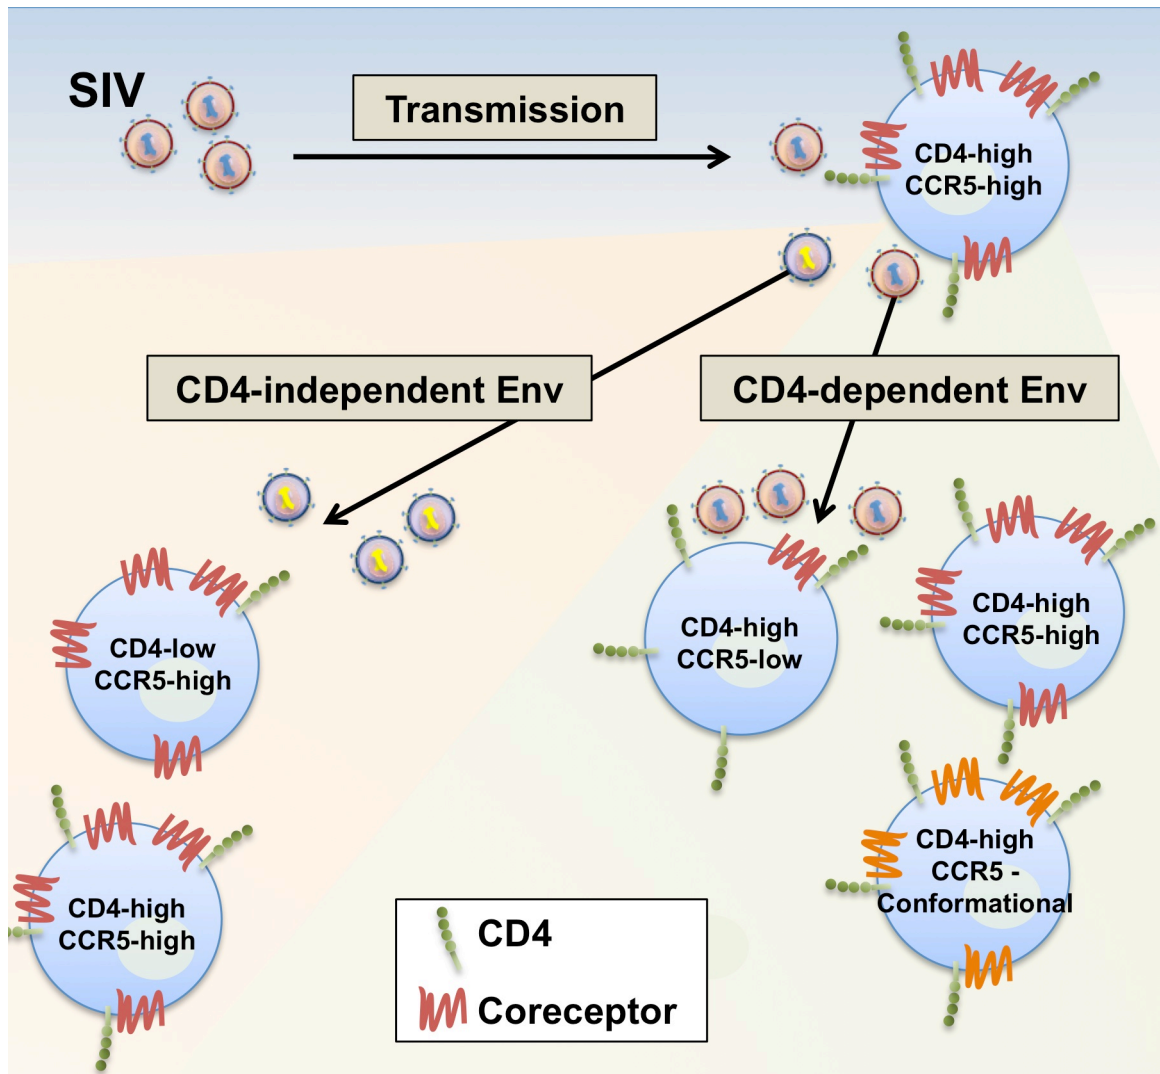 SIV
Transmission
CD4-high
CCR5-high
CD4-independent Env
CD4-dependent Env
CD4-low
CCR5-high
CD4-high
CCR5-low
CD4-high
CCR5-high
CD4-high
CCR5-high
CD4-high
CCR5 -
Conformational
CD4
Coreceptor